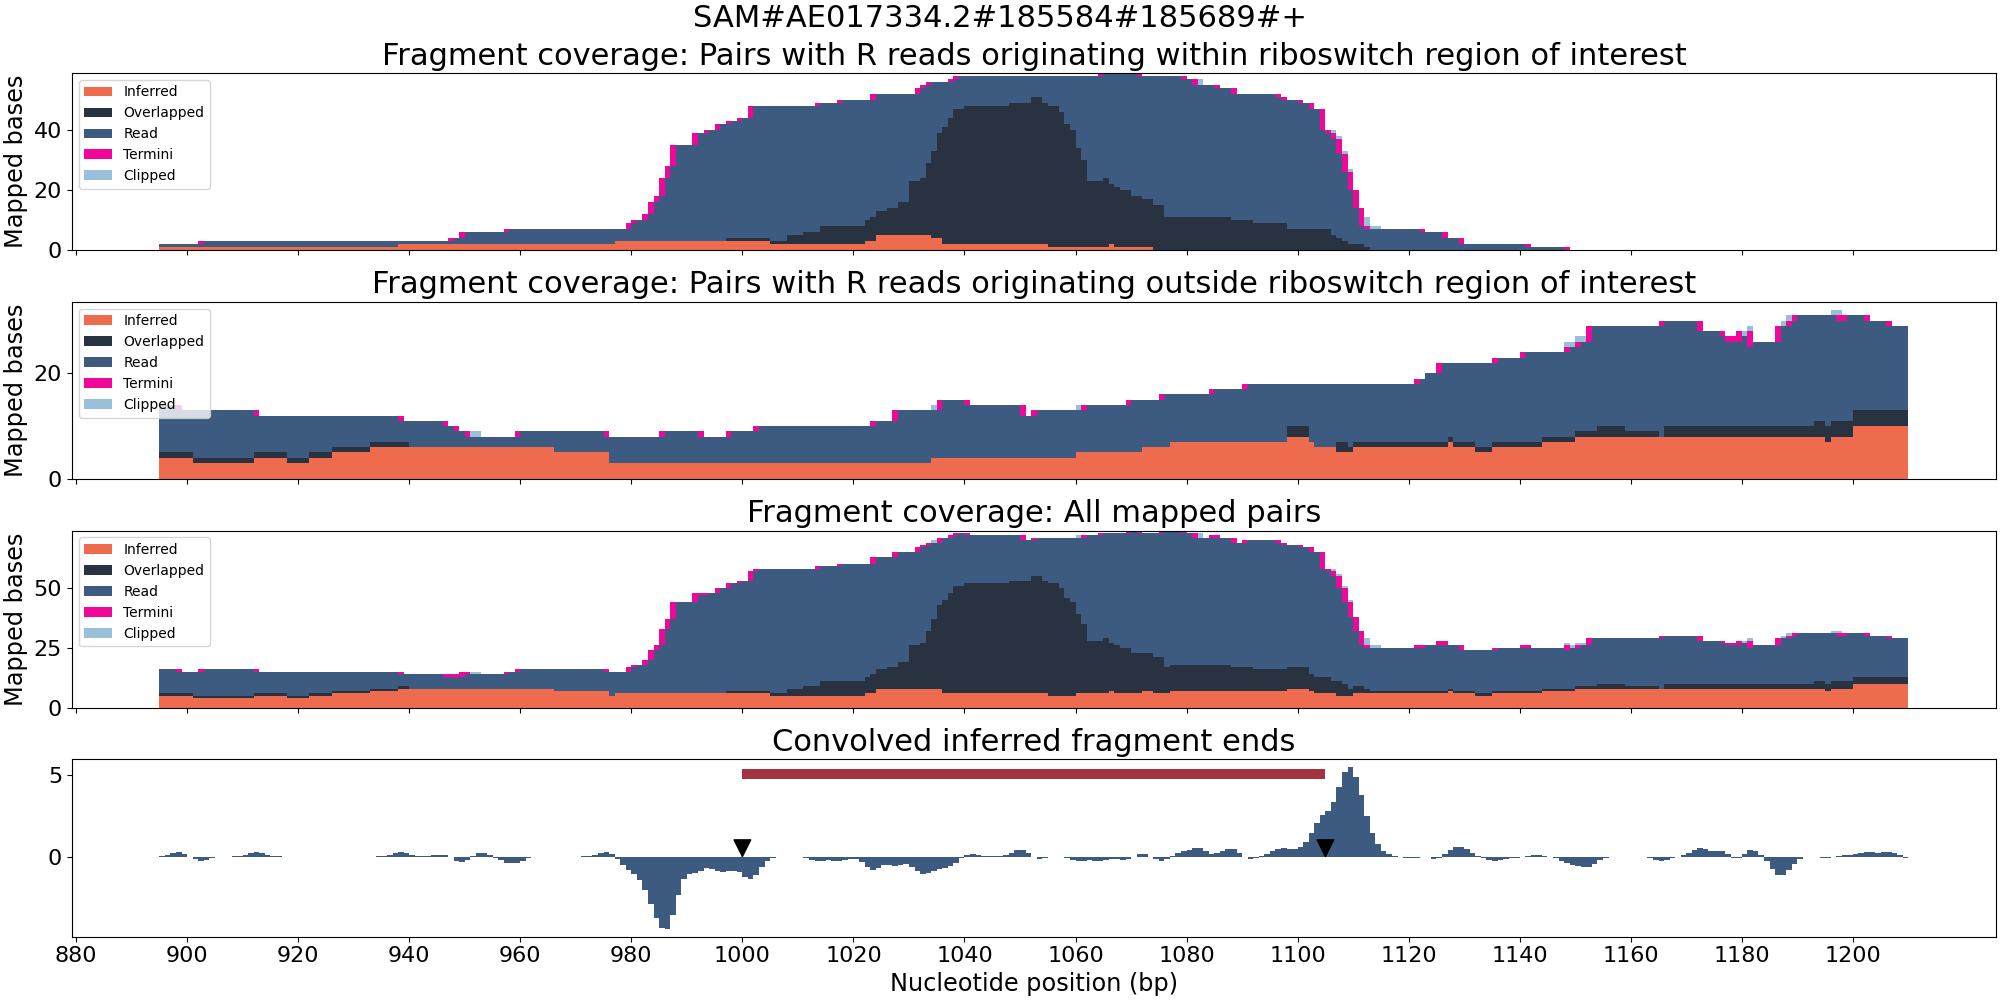 SAM#AE017334.2#185584#185689#+
Fragment coverage: Pairs with R reads originating within riboswitch region of interest
Mapped bases
40
20
0
Inferred
Overlapped
Read
Termini
Clipped
Fragment coverage: Pairs with R reads originating outside riboswitch region of interest
Mapped bases
20
0
Inferred
Overlapped
Read
Termini
Clipped
Fragment coverage: All mapped pairs
Mapped bases
50
25
0
Inferred
Overlapped
Read
Termini
Clipped
Convolved inferred fragment ends
5
0
880 900 920 940 960 980 1000 1020 1040 1060 1080 1100 1120 1140 1160 1180 1200
Nucleotide position (bp)